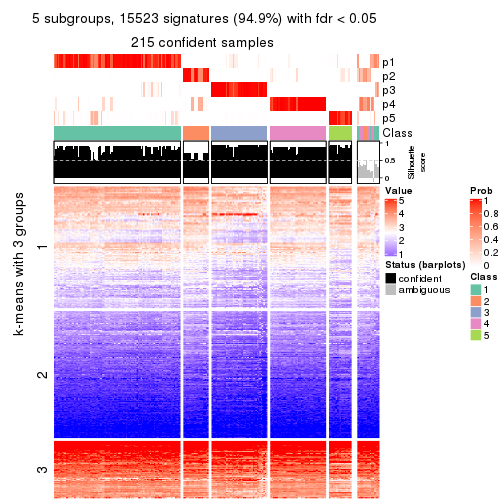 5 subgroups, 15523 signatures (94.9%) with fdr < 0.05
215 confident samples
p1
p2
p3
p4
p5
Class
1
0.5
0
Silhouette
score
k-means with 3 groups
1
2
3
Value
5
4
3
2
1
Status (barplots)
confident
ambiguous
Prob
1
0.8
0.6
0.4
0.2
0
Class
1
2
3
4
5